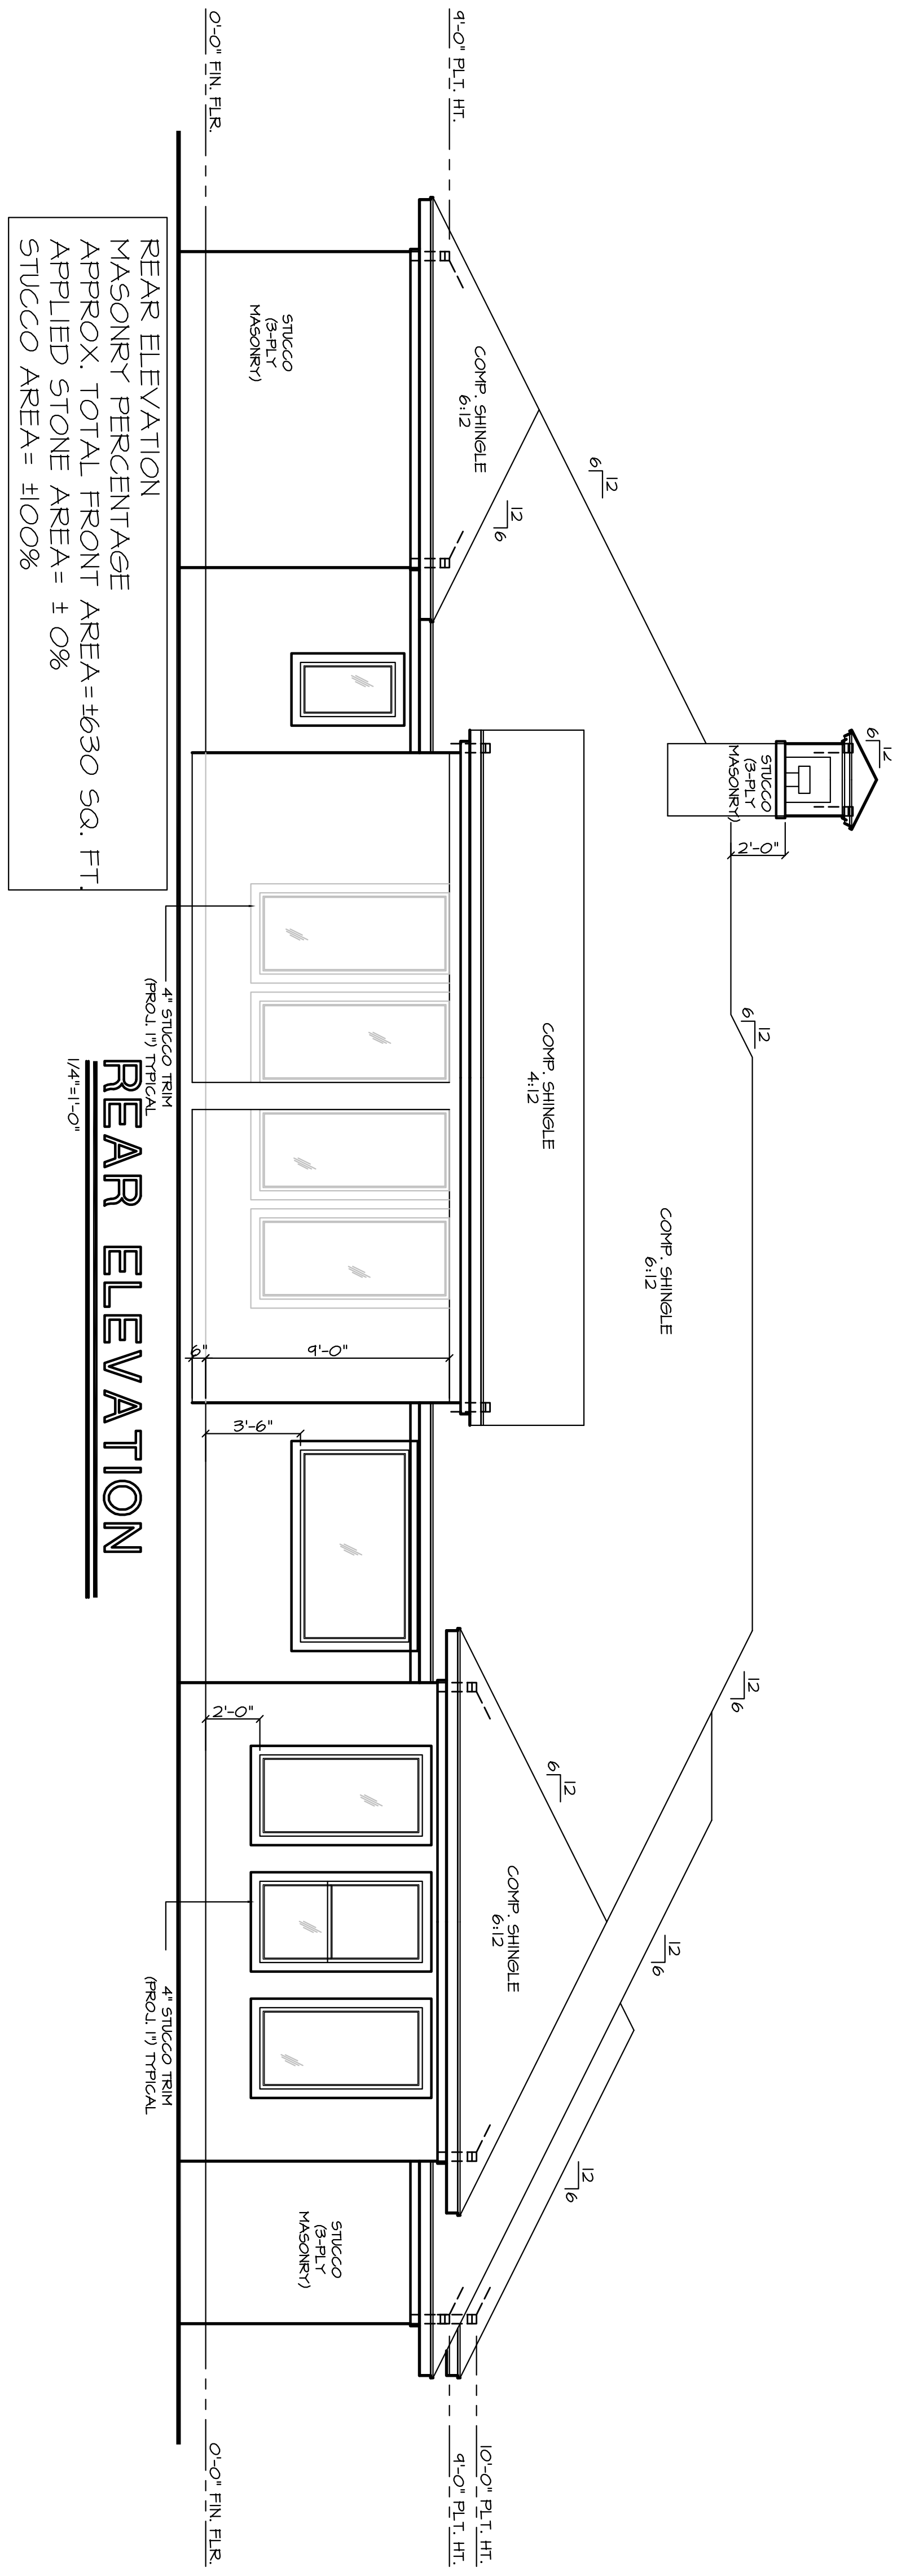 6 12
STUCCO
(3-PLY
MASONRY)
2'-0"
6 12
6 12
12 6
12 6
12 6
12 6
6 12
12 6
COMP. SHINGLE
6:12
COMP. SHINGLE
4:12
COMP. SHINGLE
6:12
COMP. SHINGLE
6:12
9'-0" PLT. HT.
10'-0" PLT. HT.
9'-0" PLT. HT.
STUCCO
(3-PLY
MASONRY)
9'-0"
6"
3'-6"
2'-0"
STUCCO
(3-PLY
MASONRY)
0'-0" FIN. FLR.
0'-0" FIN. FLR.
4" STUCCO TRIM
(PROJ. 1") TYPICAL
4" STUCCO TRIM
(PROJ. 1") TYPICAL
REAR ELEVATION
MASONRY PERCENTAGE
APPROX. TOTAL FRONT AREA=±630 SQ. FT.
APPLIED STONE AREA= ± 0%
STUCCO AREA= ±100%
REAR ELEVATION
1/4"=1'-0"